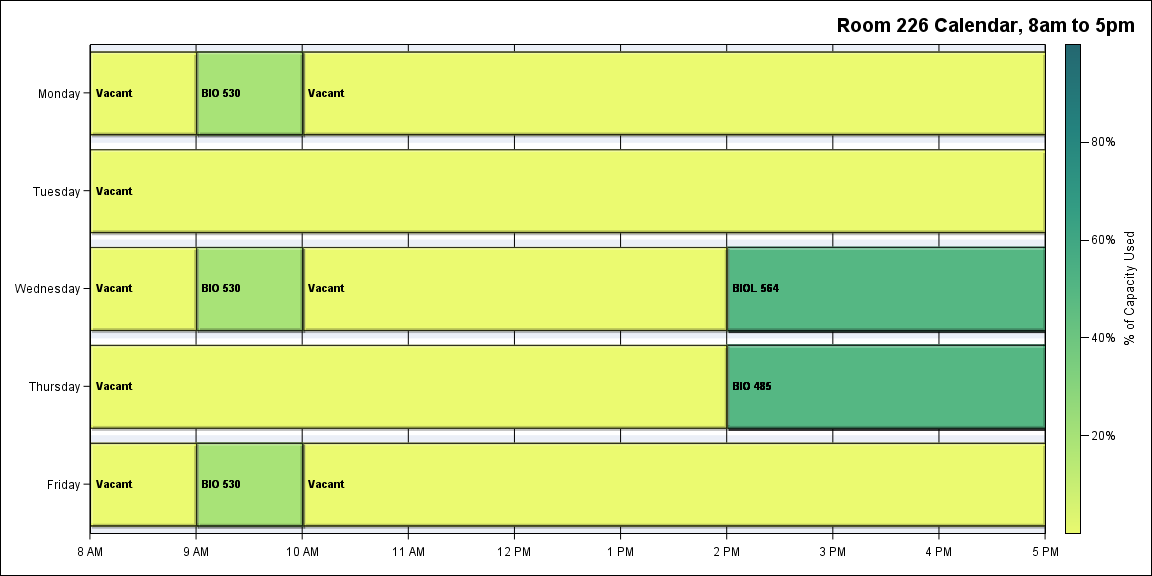 Room 226 Calendar, 8am to 5pm
Monday
Vacant
BIO 530
Vacant
Tuesday
Vacant
Wednesday
Vacant
BIO 530
Vacant
BIOL 564
Thursday
Vacant
BIO 485
Friday
Vacant
BIO 530
Vacant
8 AM
9 AM
10 AM
11 AM
12 PM
1 PM
2 PM
3 PM
4 PM
5 PM
80%
60%
40%
20%
% of Capacity Used